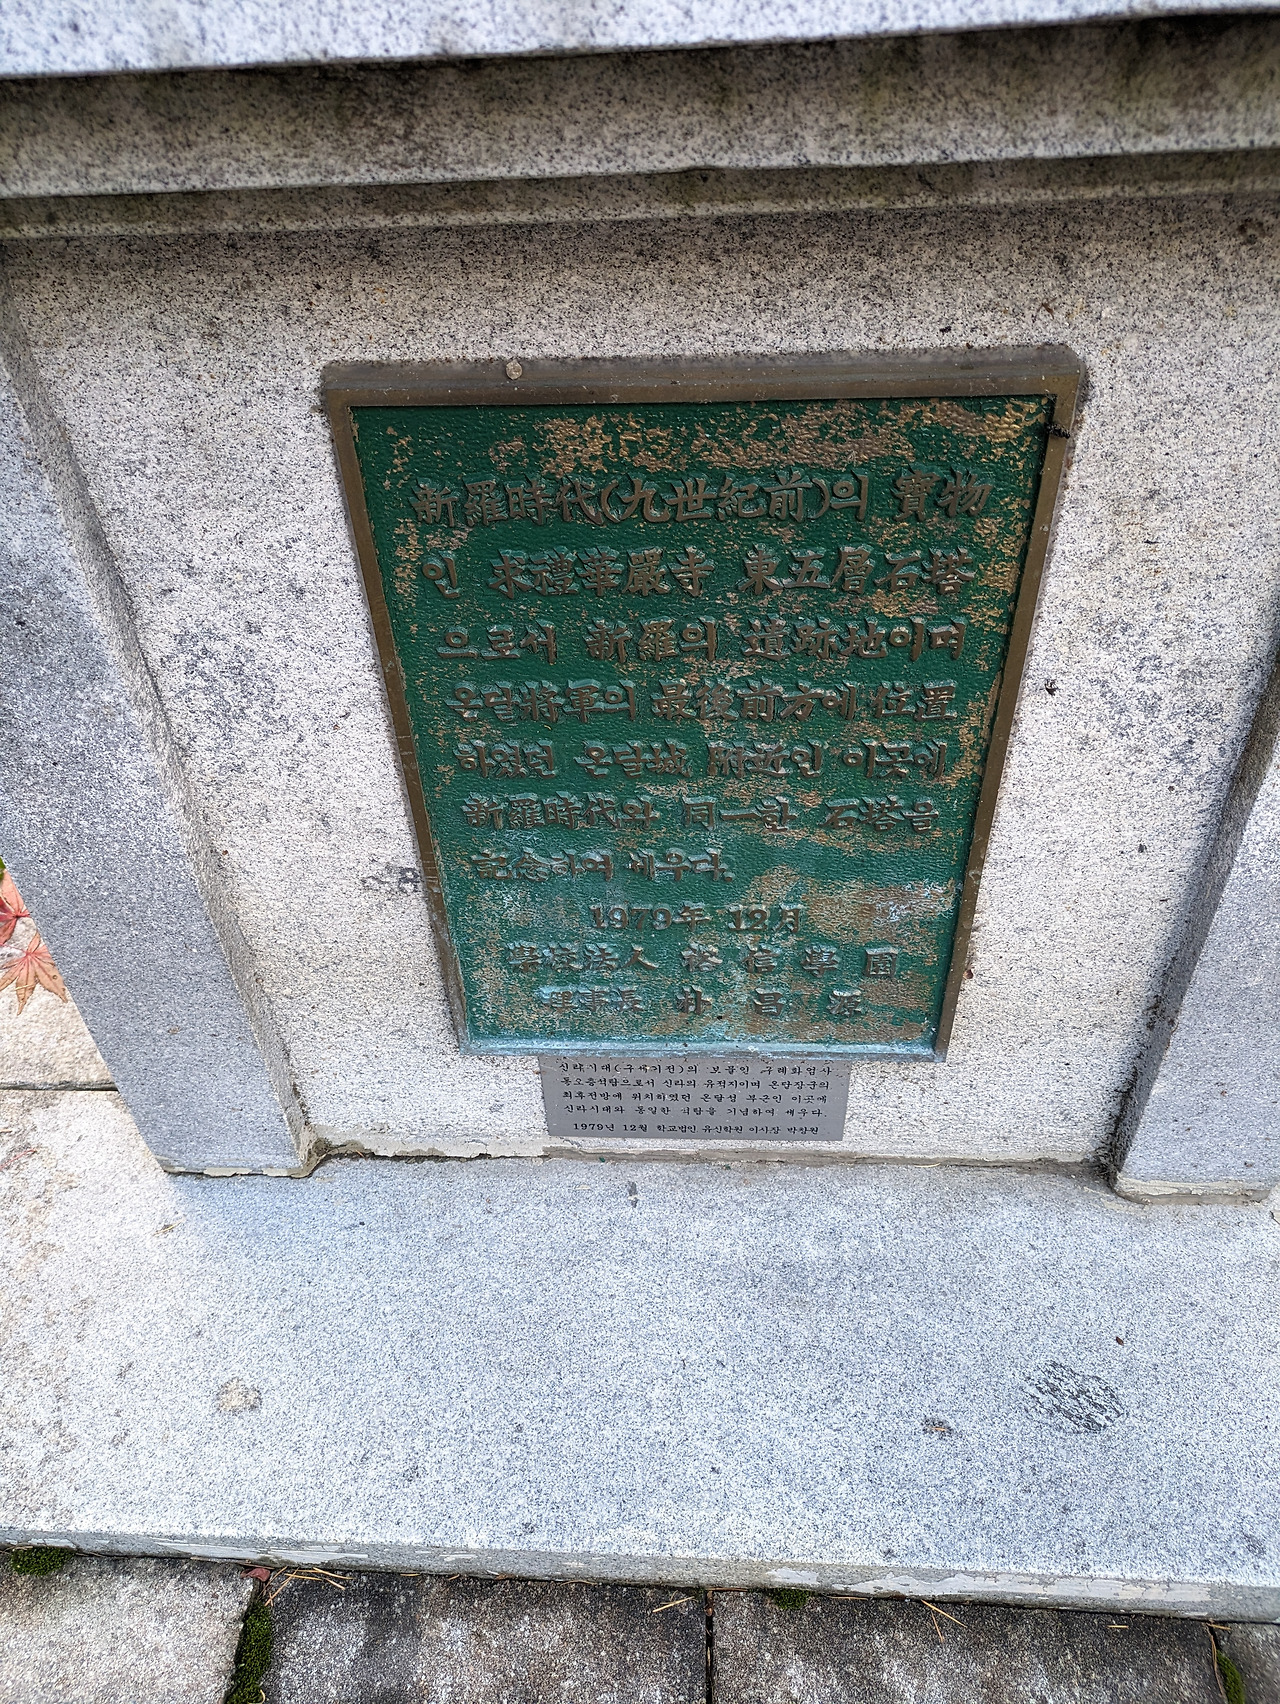 新羅時代(九世紀前)의 寶物
인 求禮華嚴寺 東五層石塔
으로서 新羅의 遺跡地이며
온달將軍의 最後前方에 位置
하였던 온달城 附近인 이곳에
新羅時代와 同一한 石塔을
記念하여 세우다.
1979年 12月
學校法人 裕信學園
理事長 朴昌源
신라시대(구세기전)의 보물인 구례화엄사
동오층석탑으로서 신라의 유적지이며 온달장군의
최후전방에 위치하였던 온달성 부근인 이곳에
신라시대와 동일한 석탑을 기념하여 세우다.
1979년 12월 학교법인 유신학원 이사장 박창원